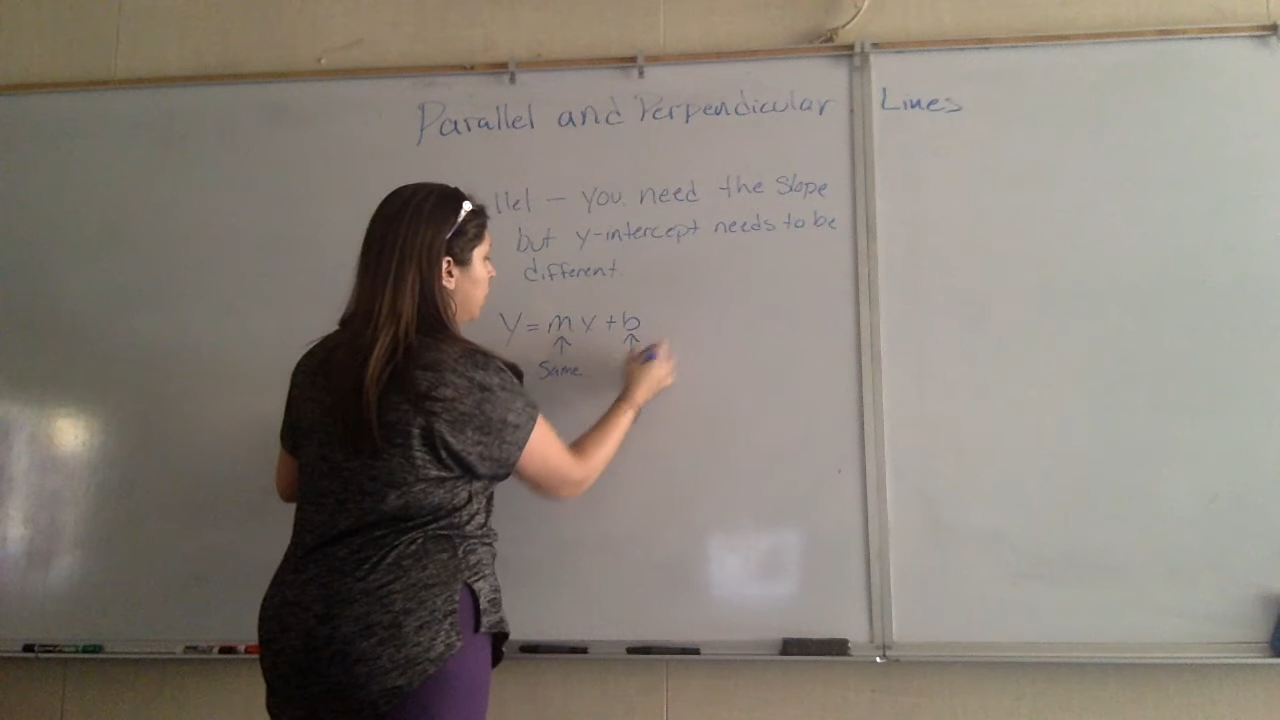 Parallel and Perpendicular Lines
llel - you need the slope
but y-intercept needs to be
different.
y = mx + b
↑ ↑
Same